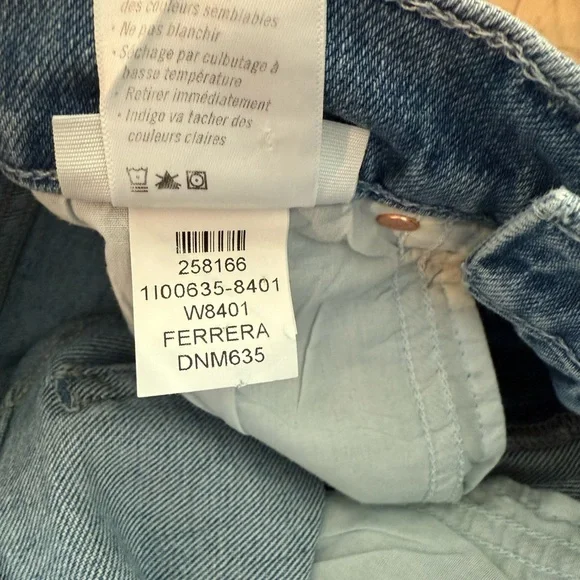 des couleurs semblables
• Ne pas blanchir
• Séchage par culbutage à
basse température
• Retirer immédiatement
• Indigo va tacher des
couleurs claires
258166
1I00635-8401
W8401
FERRERA
DNM635